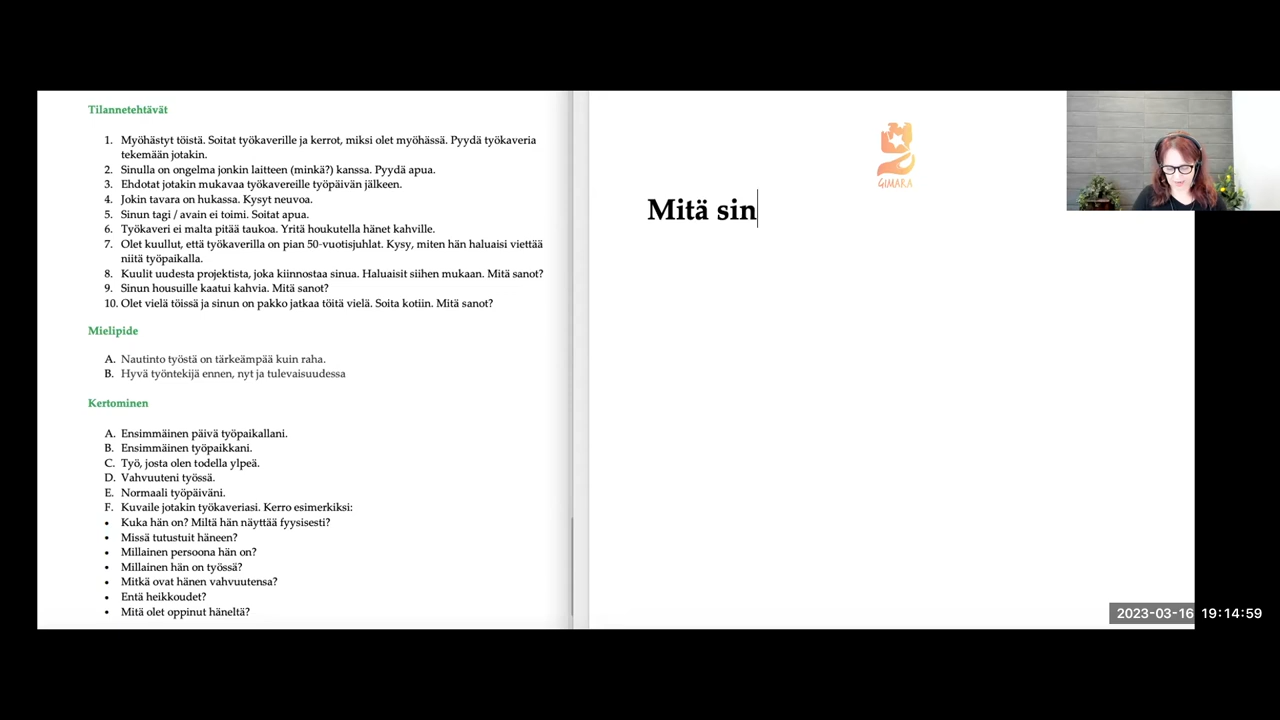 Tilannetehtävät
1. Myöhästyt töistä. Soitat työkaverille ja kerrot, miksi olet myöhässä. Pyydä työkaveria
tekemään jotakin.
2. Sinulla on ongelma jonkin laitteen (minkä?) kanssa. Pyydä apua.
3. Ehdotat jotakin mukavaa työkavereille työpäivän jälkeen.
4. Jokin tavara on hukassa. Kysyt neuvoa.
5. Sinun tagi / avain ei toimi. Soitat apua.
6. Työkaveri ei malta pitää taukoa. Yritä houkutella hänet kahville.
7. Olet kuullut, että työkaverilla on pian 50-vuotisjuhlat. Kysy, miten hän haluaisi viettää
niitä työpaikalla.
8. Kuulit uudesta projektista, joka kiinnostaa sinua. Haluaisit siihen mukaan. Mitä sanot?
9. Sinun housuille kaatui kahvia. Mitä sanot?
10. Olet vielä töissä ja sinun on pakko jatkaa töitä vielä. Soita kotiin. Mitä sanot?
Mielipide
A. Nautinto työstä on tärkeämpää kuin raha.
B. Hyvä työntekijä ennen, nyt ja tulevaisuudessa
Kertominen
A. Ensimmäinen päivä työpaikallani.
B. Ensimmäinen työpaikkani.
C. Työ, josta olen todella ylpeä.
D. Vahvuuteni työssä.
E. Normaali työpäiväni.
F. Kuvaile jotakin työkaveriasi. Kerro esimerkiksi:
• Kuka hän on? Miltä hän näyttää fyysisesti?
• Missä tutustuit häneen?
• Millainen persoona hän on?
• Millainen hän on työssä?
• Mitkä ovat hänen vahvuutensa?
• Entä heikkoudet?
• Mitä olet oppinut häneltä?
GIMARA
Mitä sin
2023-03-16 19:14:59